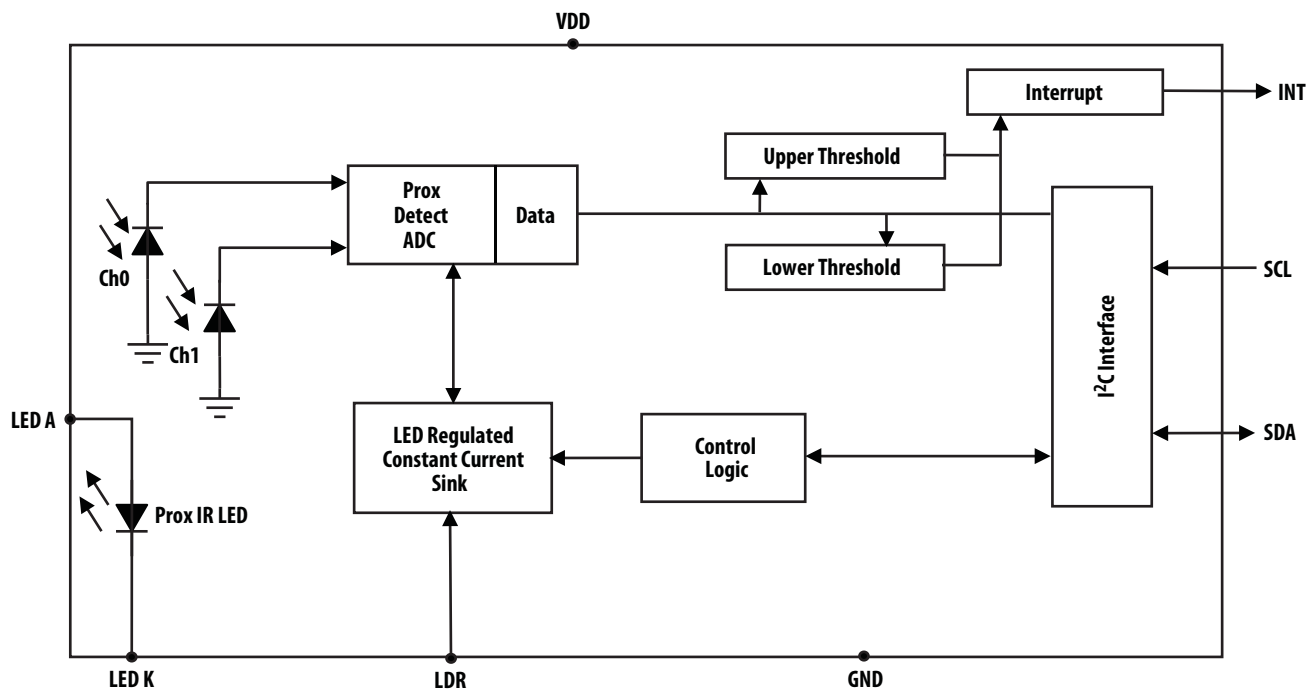 VDD
Interrupt
INT
Upper Threshold
Prox
Detect
ADC
Data
Lower Threshold
SCL
Ch0
Ch1
I²C Interface
LED A
LED Regulated
Constant Current
Sink
Control
Logic
SDA
Prox IR LED
LED K
LDR
GND